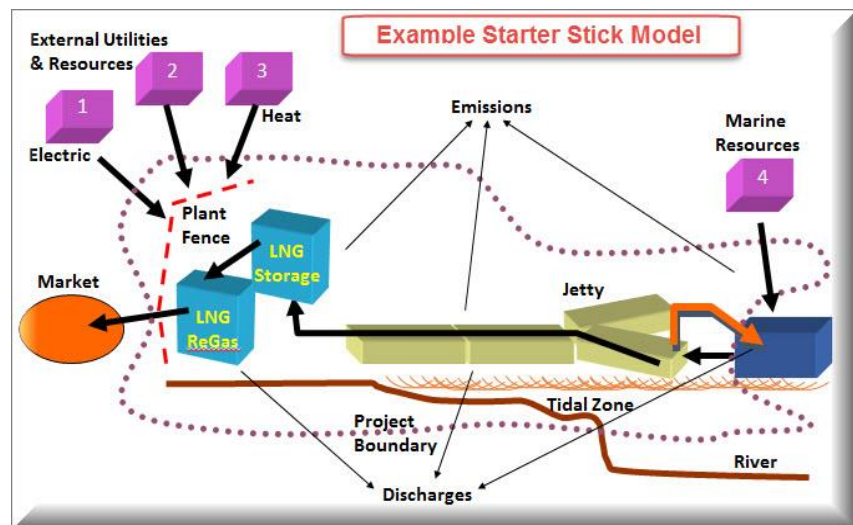 Example Starter Stick Model
External Utilities
& Resources
1
2
3
Electric
Heat
Emissions
Marine
Resources
4
Plant
Fence
LNG
Storage
Market
LNG
ReGas
Jetty
Tidal Zone
Project
Boundary
River
Discharges